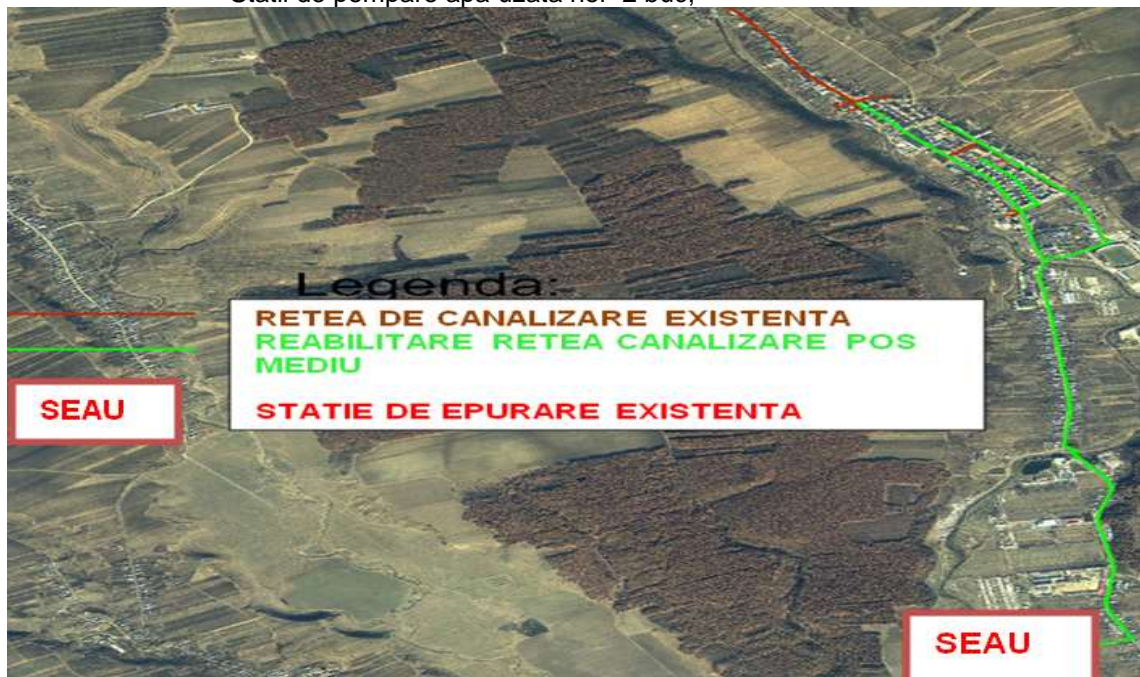 Legenda:
RETEA DE CANALIZARE EXISTENTA
REABILITARE RETEA CANALIZARE POS
MEDIU
SEAU
STATIE DE EPURARE EXISTENTA
SEAU